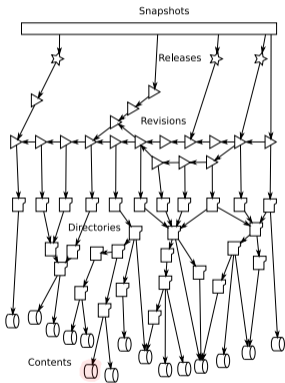 Snapshots
Releases
Revisions
Directories
Contents